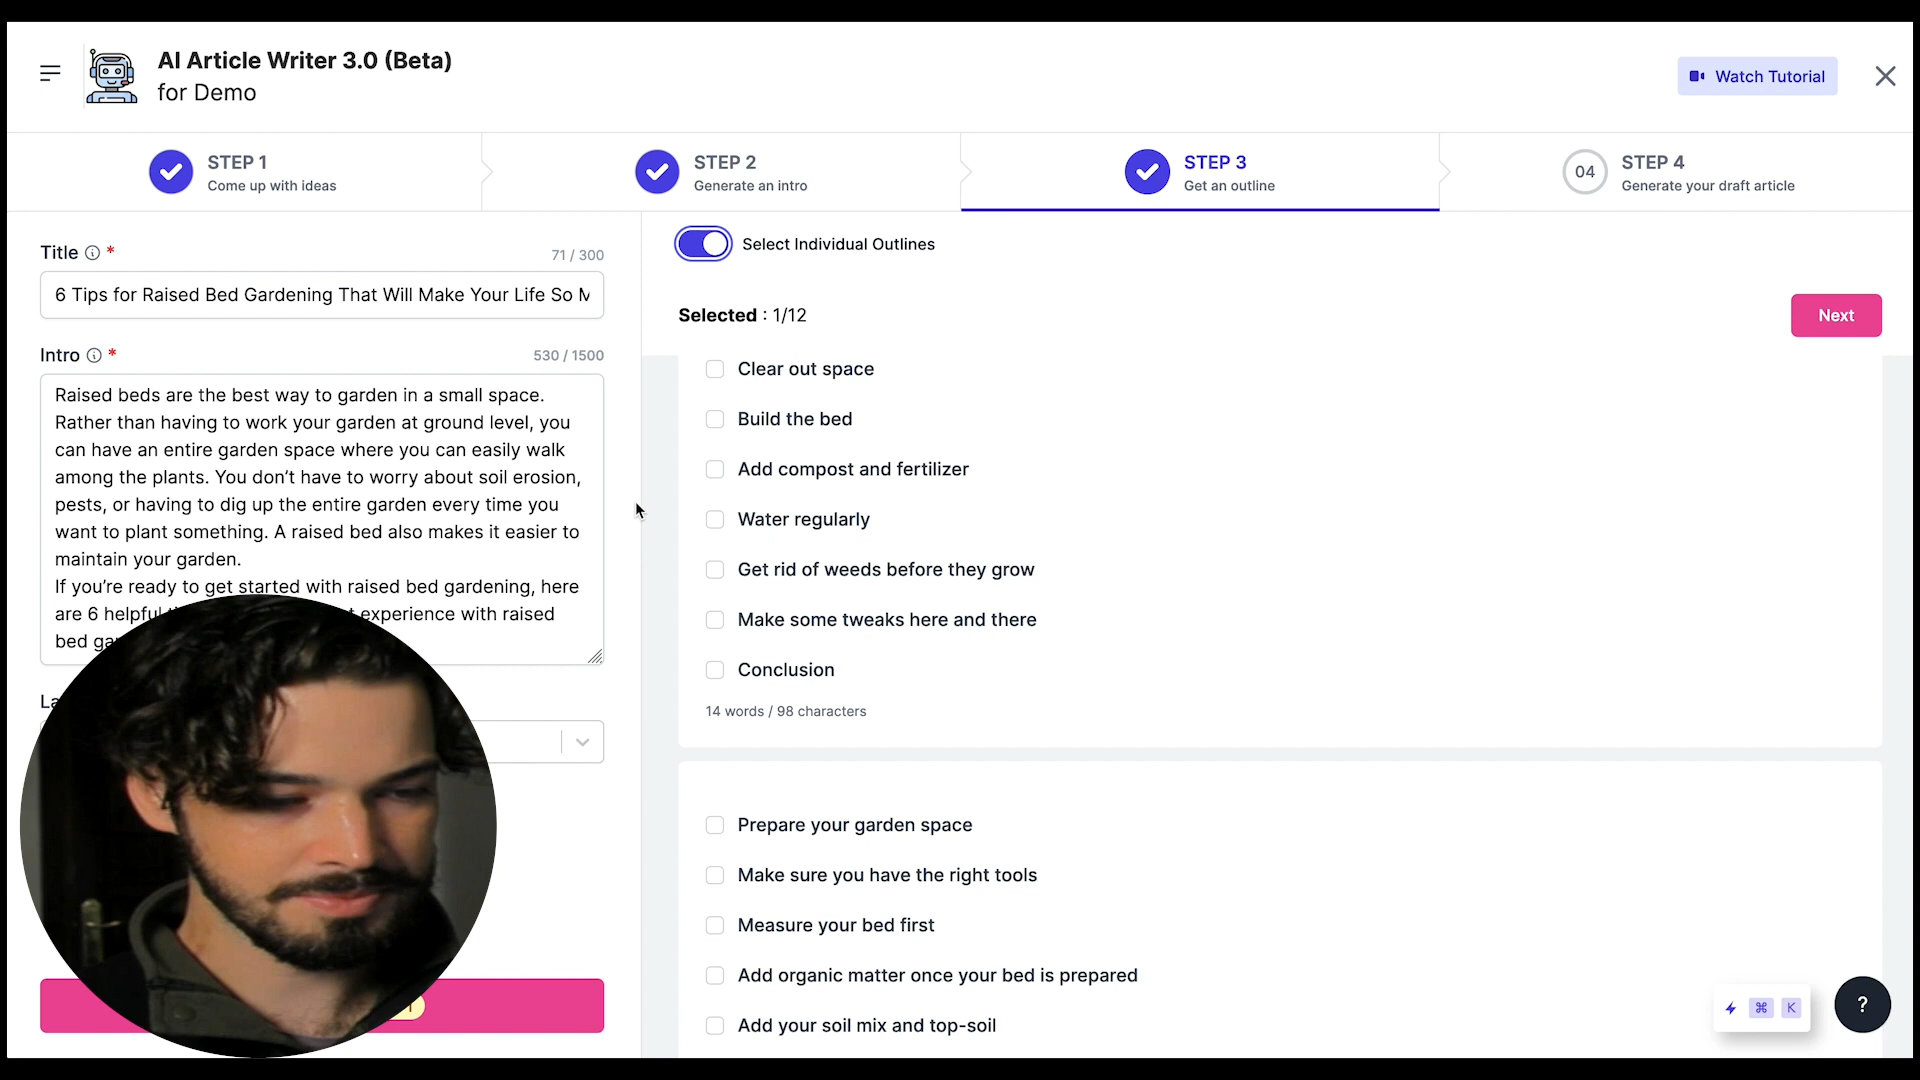 AI Article Writer 3.0 (Beta)
for Demo
Watch Tutorial
STEP 1
Come up with ideas
STEP 2
Generate an intro
STEP 3
Get an outline
04
STEP 4
Generate your draft article
Title *
71 / 300
6 Tips for Raised Bed Gardening That Will Make Your Life So M
Intro *
530 / 1500
Raised beds are the best way to garden in a small space.
Rather than having to work your garden at ground level, you
can have an entire garden space where you can easily walk
among the plants. You don’t have to worry about soil erosion,
pests, or having to dig up the entire garden every time you
want to plant something. A raised bed also makes it easier to
maintain your garden.
If you’re ready to get started with raised bed gardening, here
are 6 helpful experience with raised
bed
Select Individual Outlines
Selected : 1/12
Next
Clear out space
Build the bed
Add compost and fertilizer
Water regularly
Get rid of weeds before they grow
Make some tweaks here and there
Conclusion
14 words / 98 characters
Prepare your garden space
Make sure you have the right tools
Measure your bed first
Add organic matter once your bed is prepared
Add your soil mix and top-soil
⌘ K
?